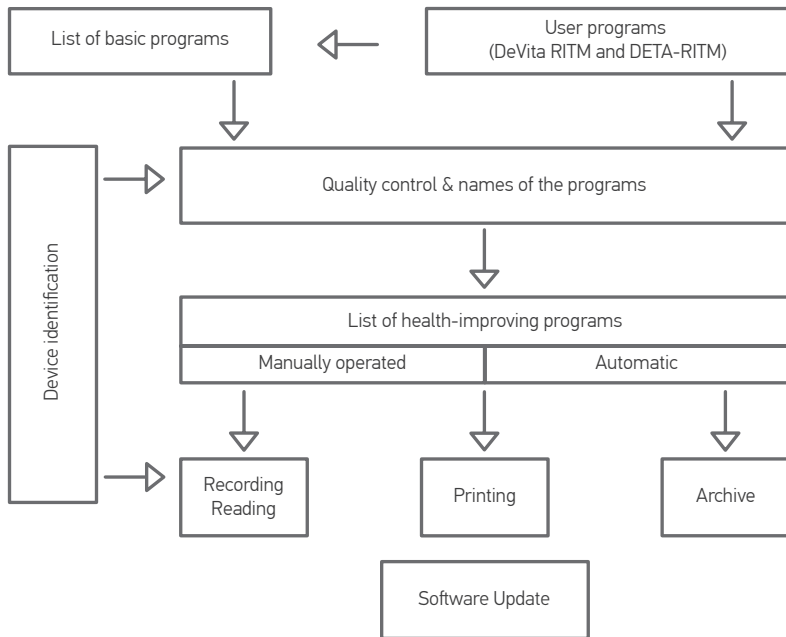 List of basic programs
User programs
(DeVita RITM and DETA-RITM)
Device identification
Quality control & names of the programs
List of health-improving programs
Manually operated
Automatic
Recording
Reading
Printing
Archive
Software Update